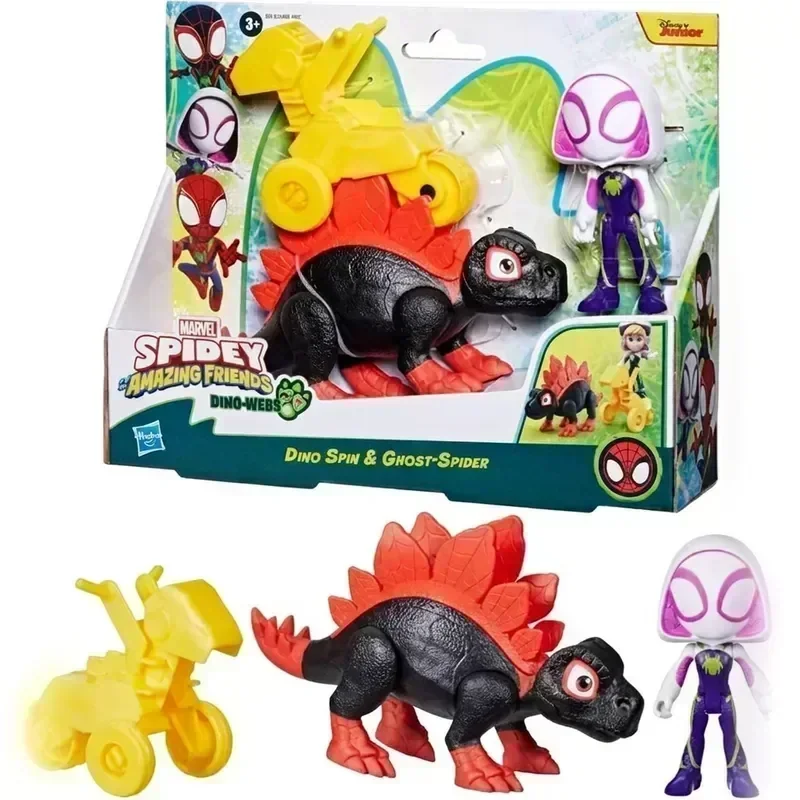 3+
Disney
Junior
MARVEL
SPIDEY
AND HIS
AMAZING FRIENDS
DINO-WEBS
Hasbro
DINO SPIN & GHOST-SPIDER